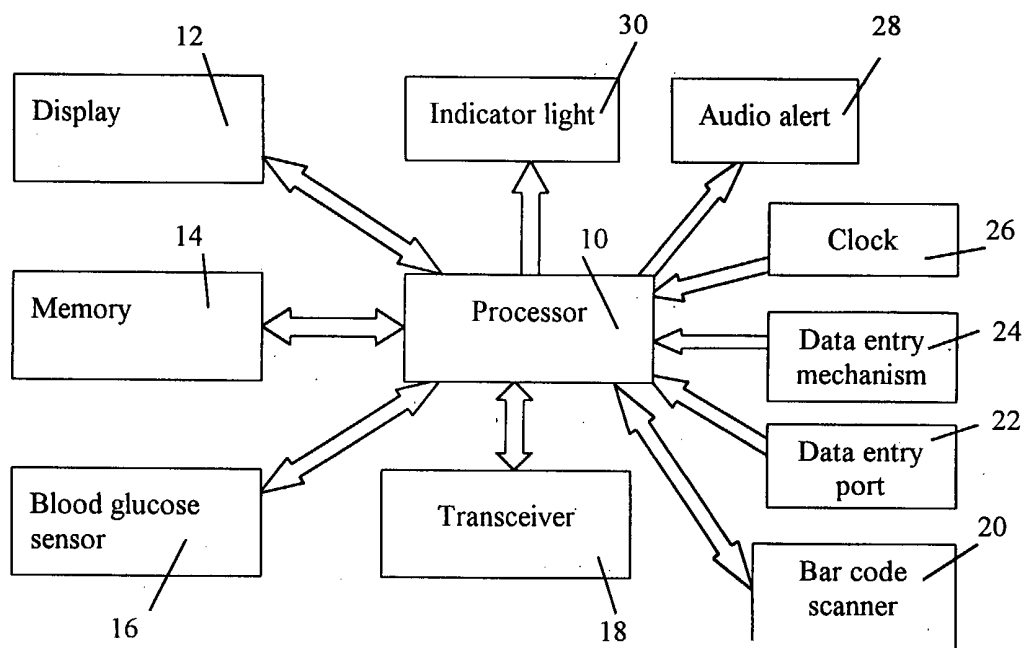 12
30
28
Display
Indicator light
Audio alert
10
Clock
26
14
Memory
Processor
Data entry
mechanism
24
22
Data entry
port
Blood glucose
sensor
Transceiver
20
Bar code
scanner
16
18